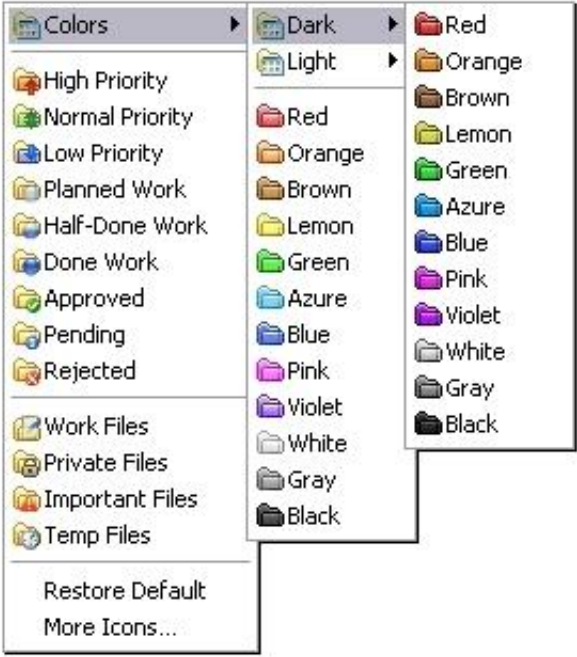 Colors
High Priority
Normal Priority
Low Priority
Planned Work
Half-Done Work
Done Work
Approved
Pending
Rejected
Work Files
Private Files
Important Files
Temp Files
Restore Default
More Icons...
Dark
Light
Red
Orange
Brown
Lemon
Green
Azure
Blue
Pink
Violet
White
Gray
Black
Red
Orange
Brown
Lemon
Green
Azure
Blue
Pink
Violet
White
Gray
Black